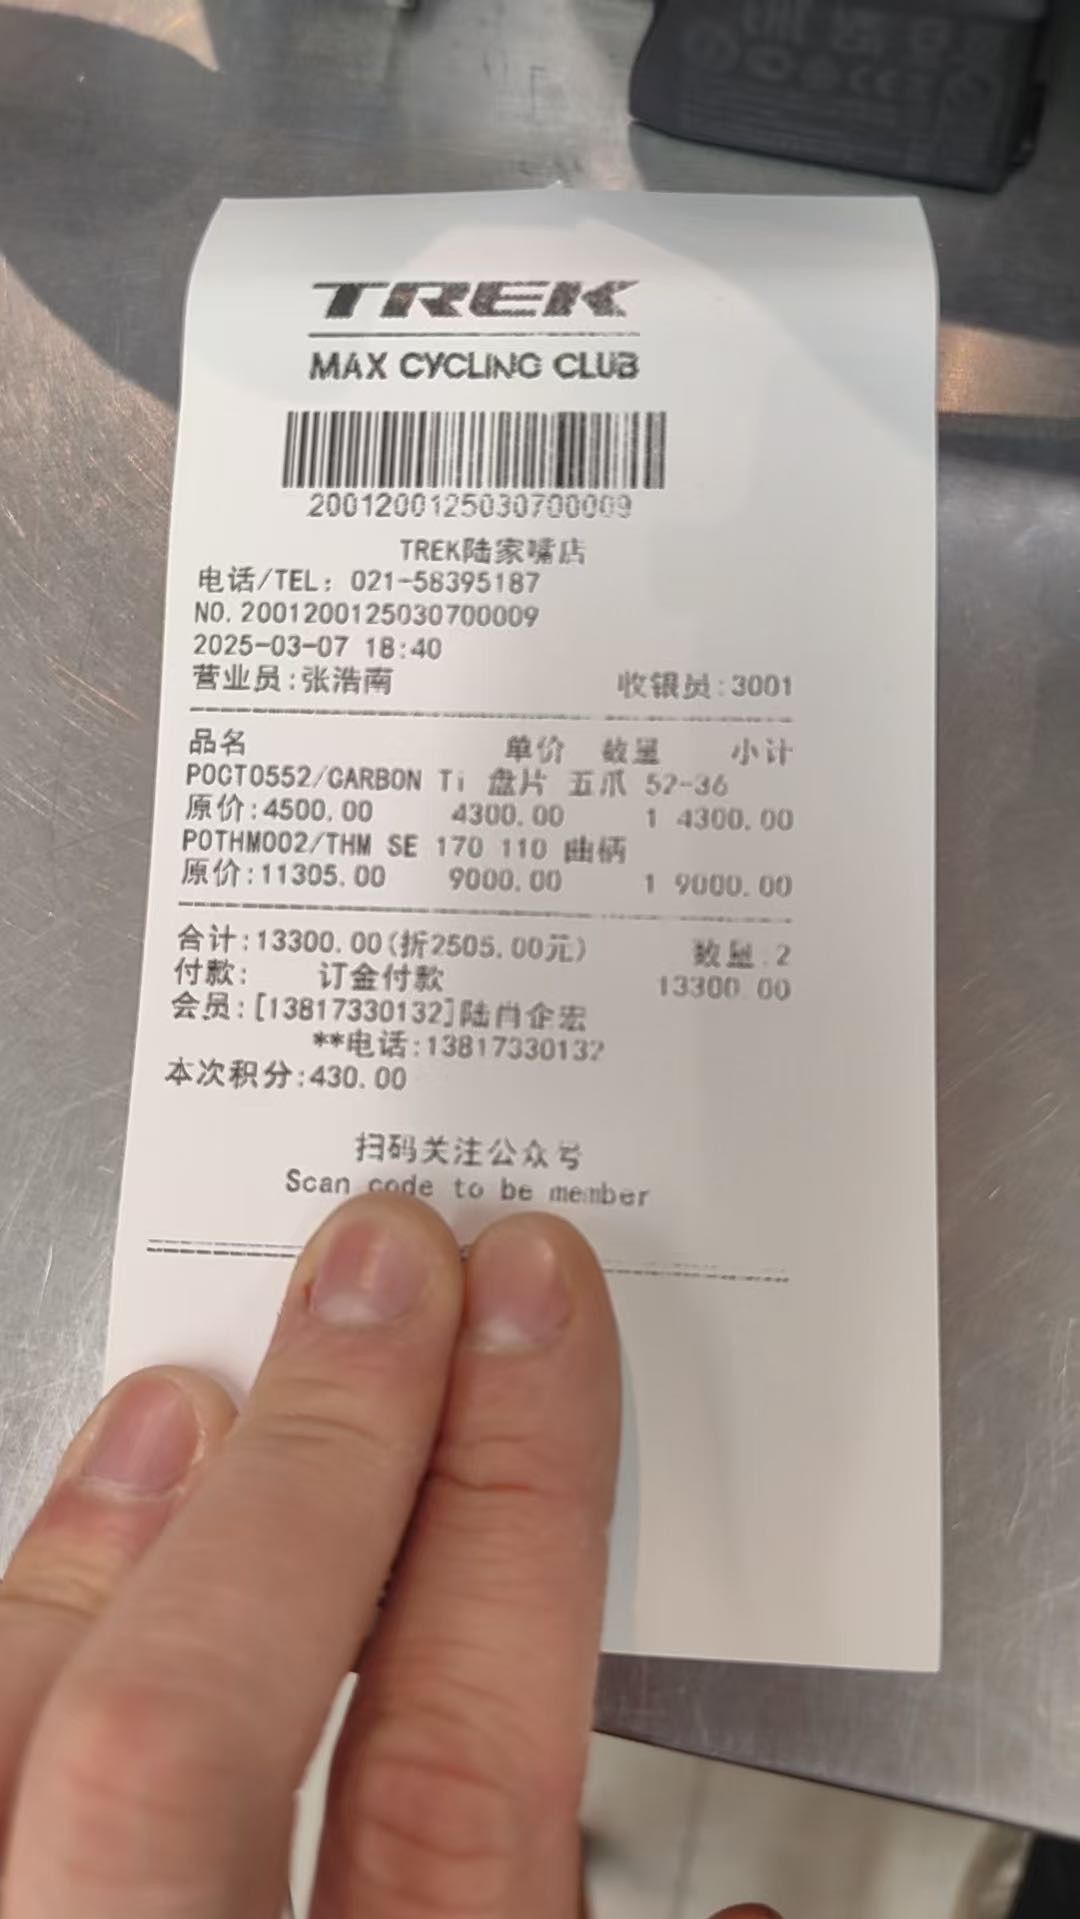 TREK
MAX CYCLING CLUB
2001200125030700009
TREK陆家嘴店
电话/TEL: 021-58395187
NO.2001200125030700009
2025-03-07 18:40
营业员:张浩南 收银员:3001
品名 单价 数量 小计
POCT0552/CARBON Ti 盘片 五爪 52-36
原价:4500.00 4300.00 1 4300.00
POTHM002/THM SE 170 110 曲柄
原价:11305.00 9000.00 1 9000.00
合计:13300.00(折2505.00元) 数量:2
付款: 订金付款 13300.00
会员:[13817330132]陆肖企宏
**电话:13817330132
本次积分:430.00
扫码关注公众号
Scan code to be member